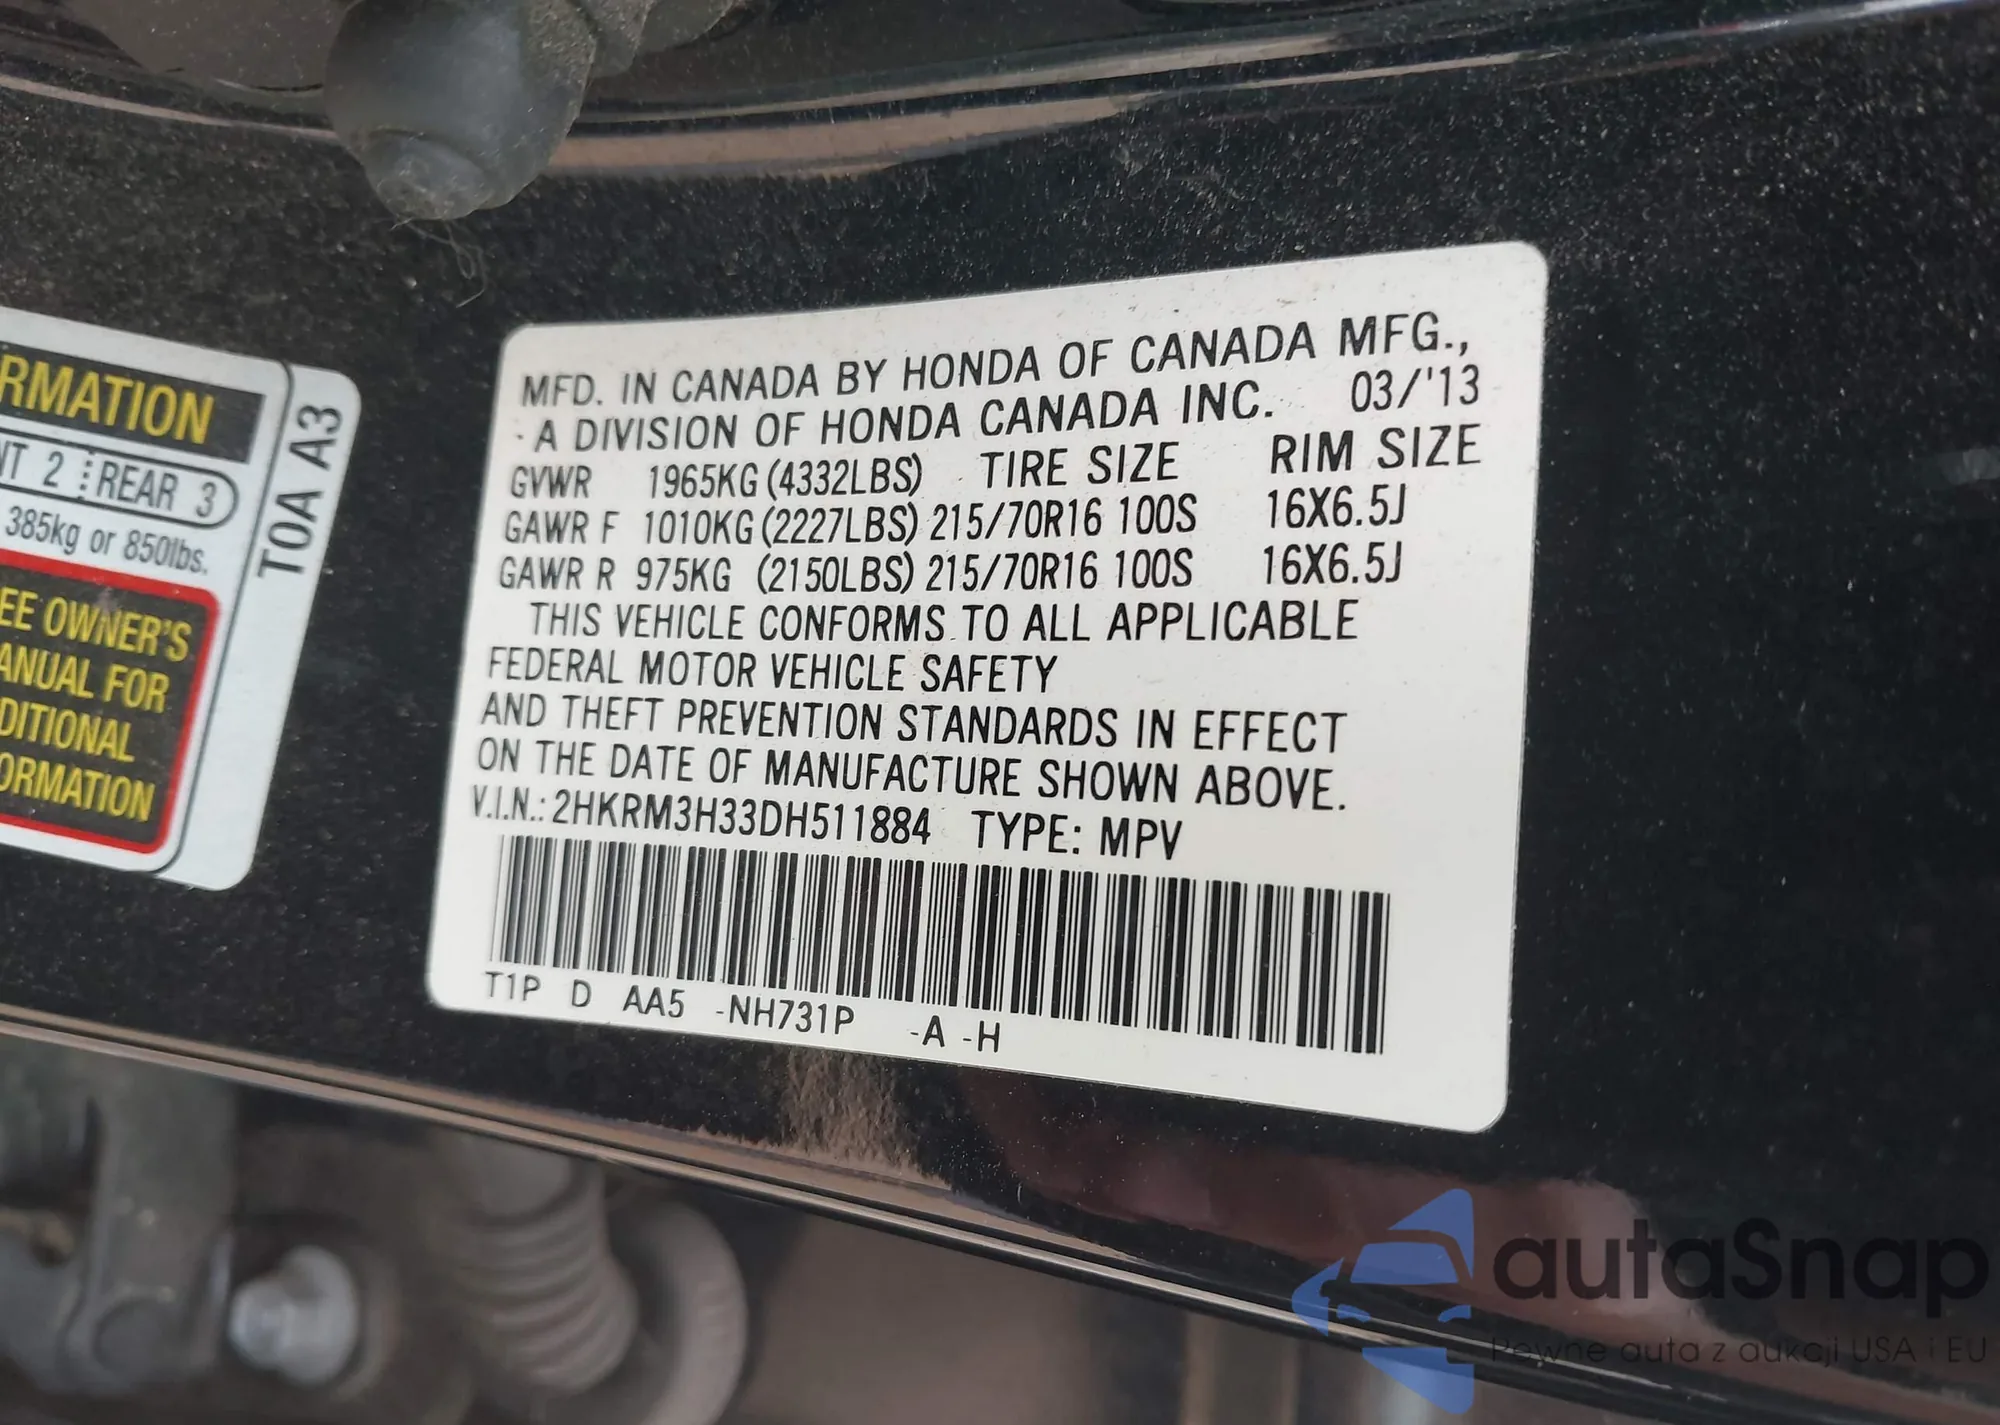 RMATION
NT 2 REAR 3
385kg or 850lbs.
EE OWNER'S
ANUAL FOR
DITIONAL
ORMATION
T0A A3
MFD. IN CANADA BY HONDA OF CANADA MFG.,
A DIVISION OF HONDA CANADA INC. 03/'13
GVWR 1965KG (4332LBS) TIRE SIZE RIM SIZE
GAWR F 1010KG (2227LBS) 215/70R16 100S 16X6.5J
GAWR R 975KG (2150LBS) 215/70R16 100S 16X6.5J
THIS VEHICLE CONFORMS TO ALL APPLICABLE
FEDERAL MOTOR VEHICLE SAFETY
AND THEFT PREVENTION STANDARDS IN EFFECT
ON THE DATE OF MANUFACTURE SHOWN ABOVE.
V.I.N.: 2HKRM3H33DH511884 TYPE: MPV
T1P D AA5 -NH731P -A -H
autaSnap
Pewne auta z aukcji USA i EU